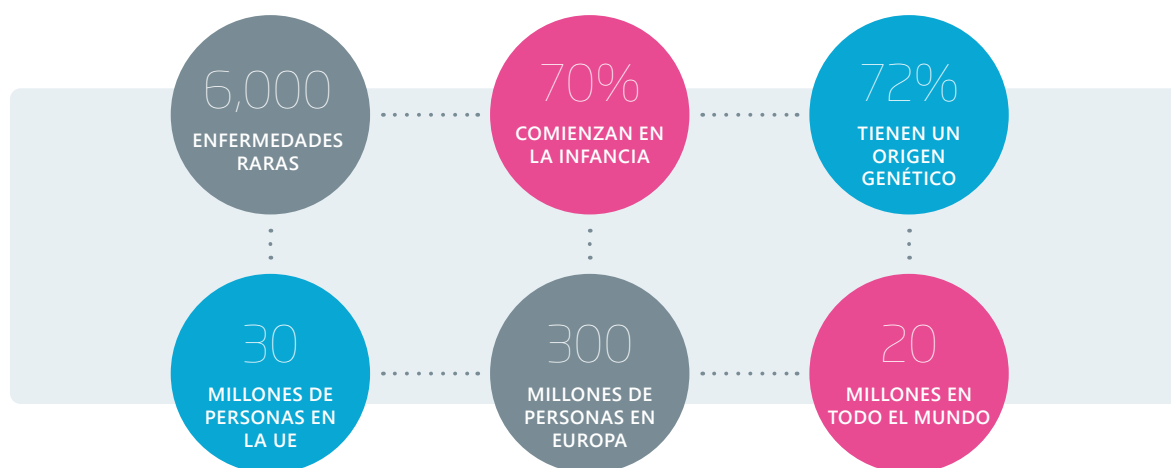 6,000
ENFERMEDADES
RARAS
70%
COMIENZAN EN
LA INFANCIA
72%
TIENEN UN
ORIGEN
GENÉTICO
30
MILLONES DE
PERSONAS EN
LA UE
300
MILLONES DE
PERSONAS EN
EUROPA
20
MILLONES EN
TODO EL MUNDO